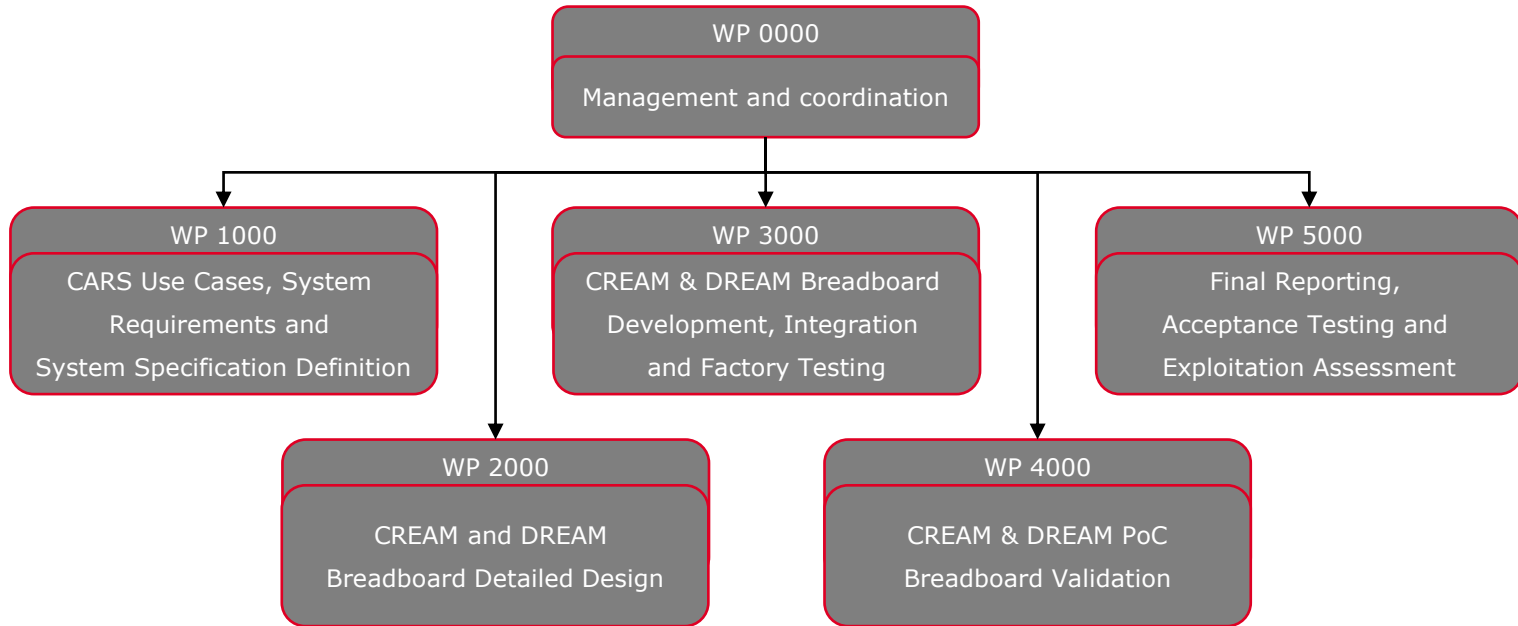 WP 0000
Management and coordination
WP 1000
CARS Use Cases, System
Requirements and
System Specification Definition
WP 3000
CREAM & DREAM Breadboard
Development, Integration
and Factory Testing
WP 5000
Final Reporting,
Acceptance Testing and
Exploitation Assessment
WP 2000
CREAM and DREAM
Breadboard Detailed Design
WP 4000
CREAM & DREAM PoC
Breadboard Validation